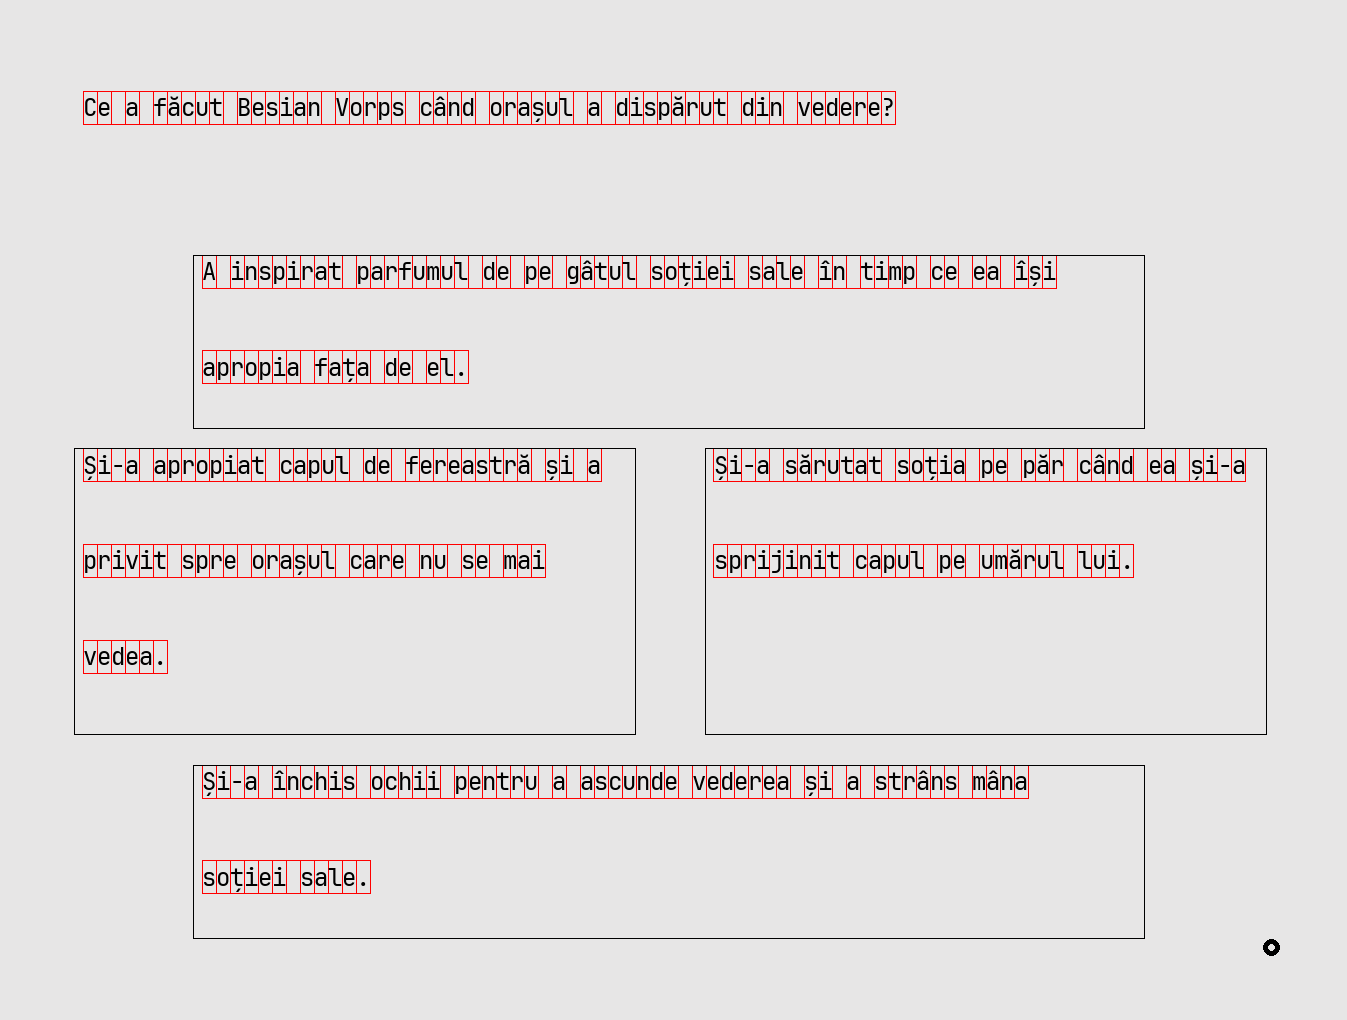 Ce a făcut Besian Vorps când orașul a dispărut din vedere?
A inspirat parfumul de pe gâtul soției sale în timp ce ea își
apropia fața de el.
Și-a apropiat capul de fereastră și a
privit spre orașul care nu se mai
vedea.
Și-a sărutat soția pe păr când ea și-a
sprijinit capul pe umărul lui.
Și-a închis ochii pentru a ascunde vederea și a strâns mâna
soției sale.